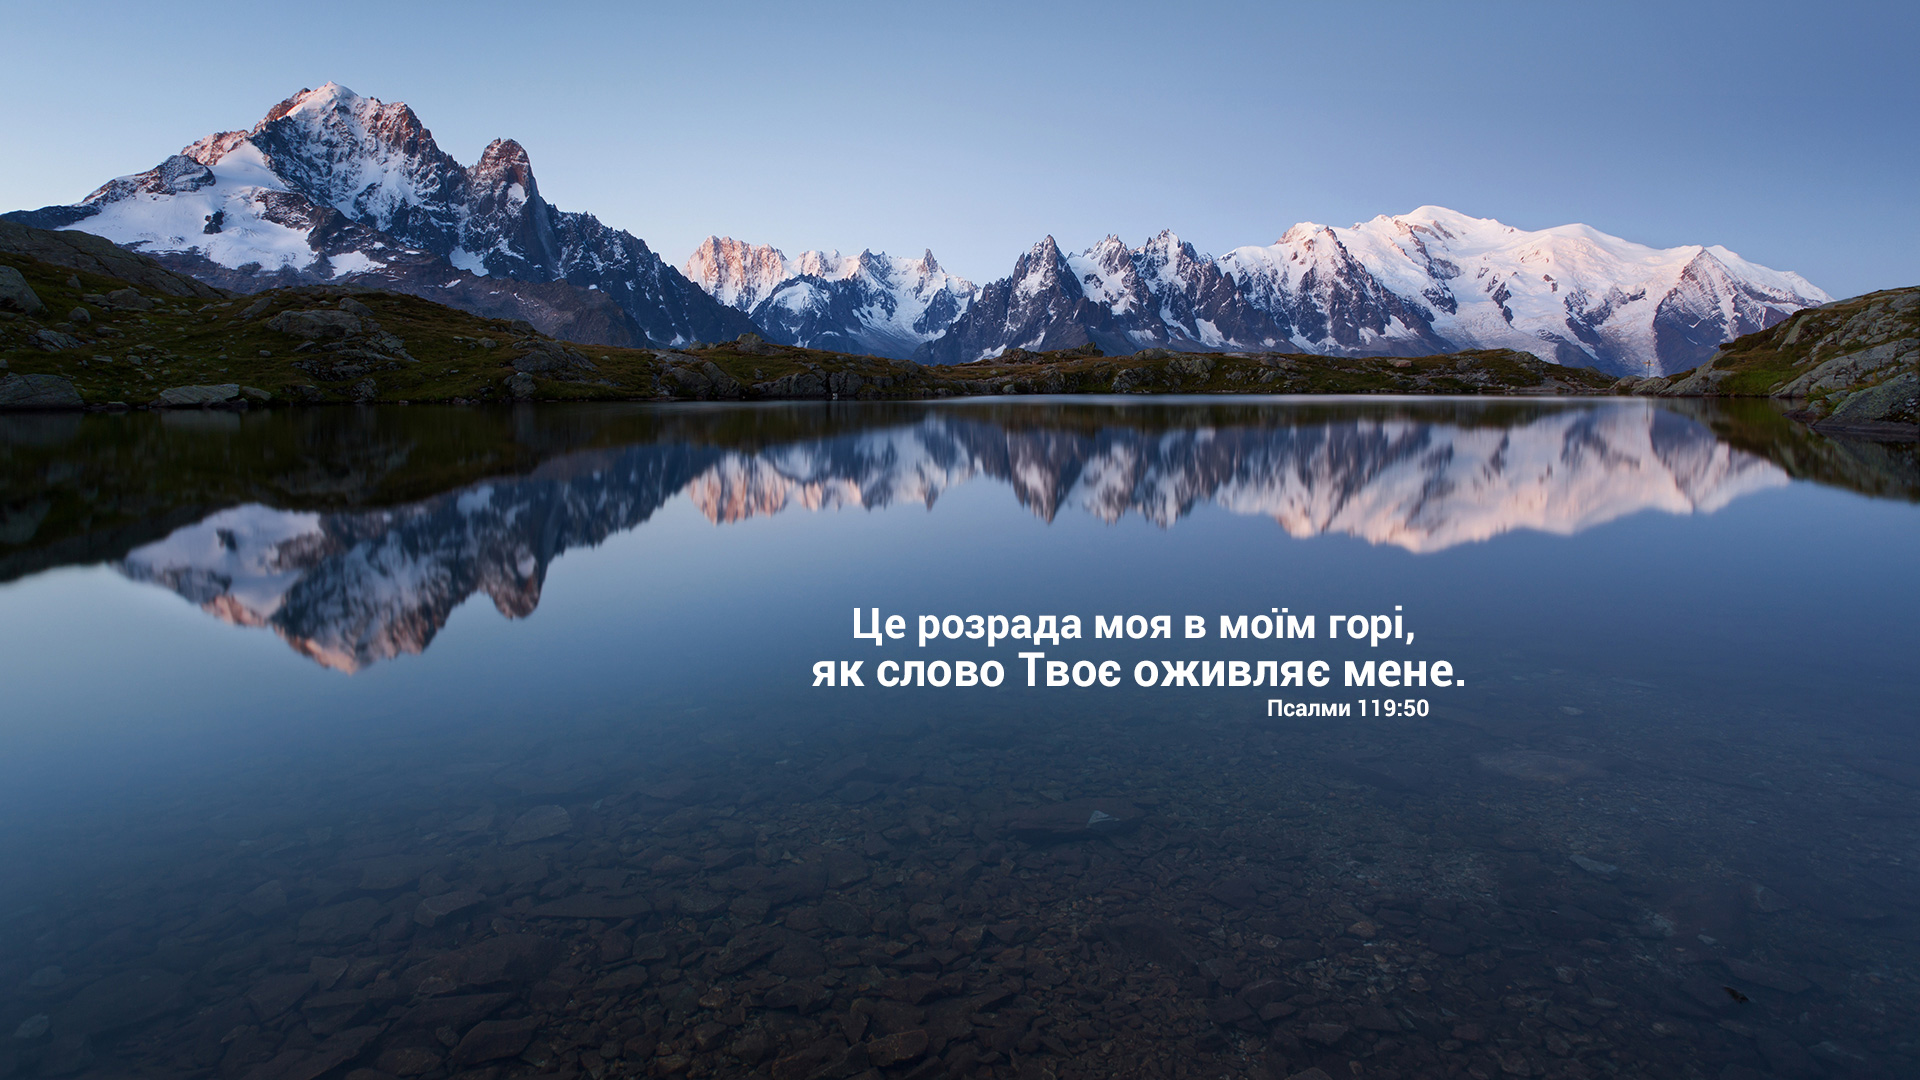 Це розрада моя в моїм горі,
як слово Твоє оживляє мене.
Псалми 119:50